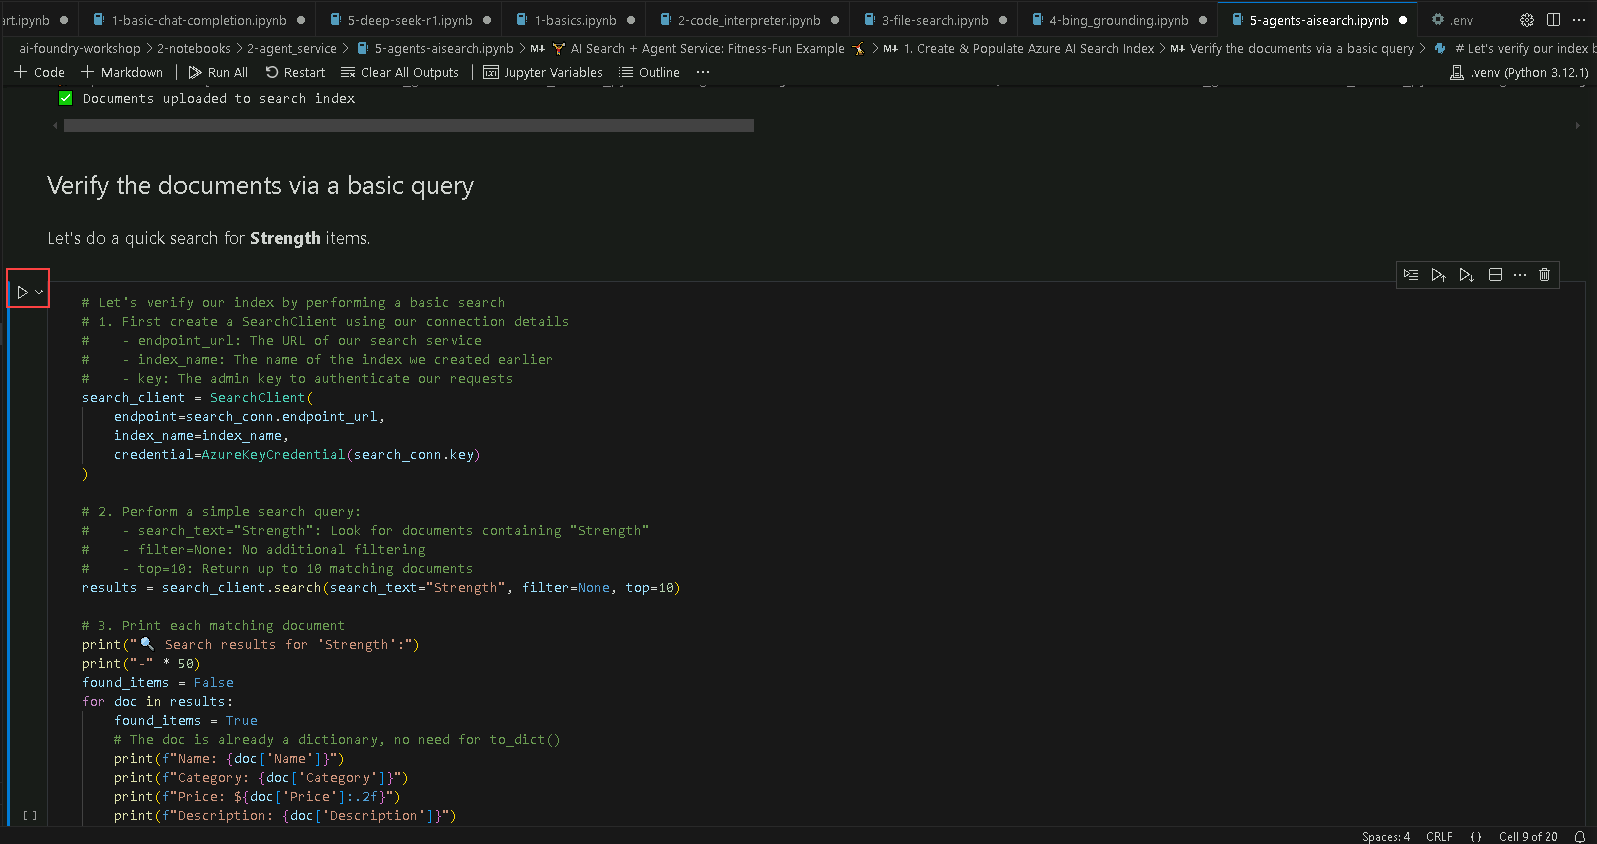 art.ipynb
1-basic-chat-completion.ipynb
5-deep-seek-r1.ipynb
1-basics.ipynb
2-code_interpreter.ipynb
3-file-search.ipynb
4-bing_grounding.ipynb
5-agents-aisearch.ipynb
.env
ai-foundry-workshop > 2-notebooks > 2-agent_service > 5-agents-aisearch.ipynb > M↓ 🏋️ AI Search + Agent Service: Fitness-Fun Example 🤸 > M↓ 1. Create & Populate Azure AI Search Index > M↓ Verify the documents via a basic query > # Let's verify our index b
+ Code + Markdown | Run All Restart Clear All Outputs | Jupyter Variables Outline ···
.venv (Python 3.12.1)
✅ Documents uploaded to search index
Verify the documents via a basic query
Let's do a quick search for Strength items.
# Let's verify our index by performing a basic search
# 1. First create a SearchClient using our connection details
#    - endpoint_url: The URL of our search service
#    - index_name: The name of the index we created earlier
#    - key: The admin key to authenticate our requests
search_client = SearchClient(
    endpoint=search_conn.endpoint_url,
    index_name=index_name,
    credential=AzureKeyCredential(search_conn.key)
)
# 2. Perform a simple search query:
#    - search_text="Strength": Look for documents containing "Strength"
#    - filter=None: No additional filtering
#    - top=10: Return up to 10 matching documents
results = search_client.search(search_text="Strength", filter=None, top=10)
# 3. Print each matching document
print("🔍 Search results for 'Strength':")
print("-" * 50)
found_items = False
for doc in results:
    found_items = True
    # The doc is already a dictionary, no need for to_dict()
    print(f"Name: {doc['Name']}")
    print(f"Category: {doc['Category']}")
    print(f"Price: ${doc['Price']:.2f}")
    print(f"Description: {doc['Description']}")
[ ]
Spaces: 4 CRLF {} Cell 9 of 20